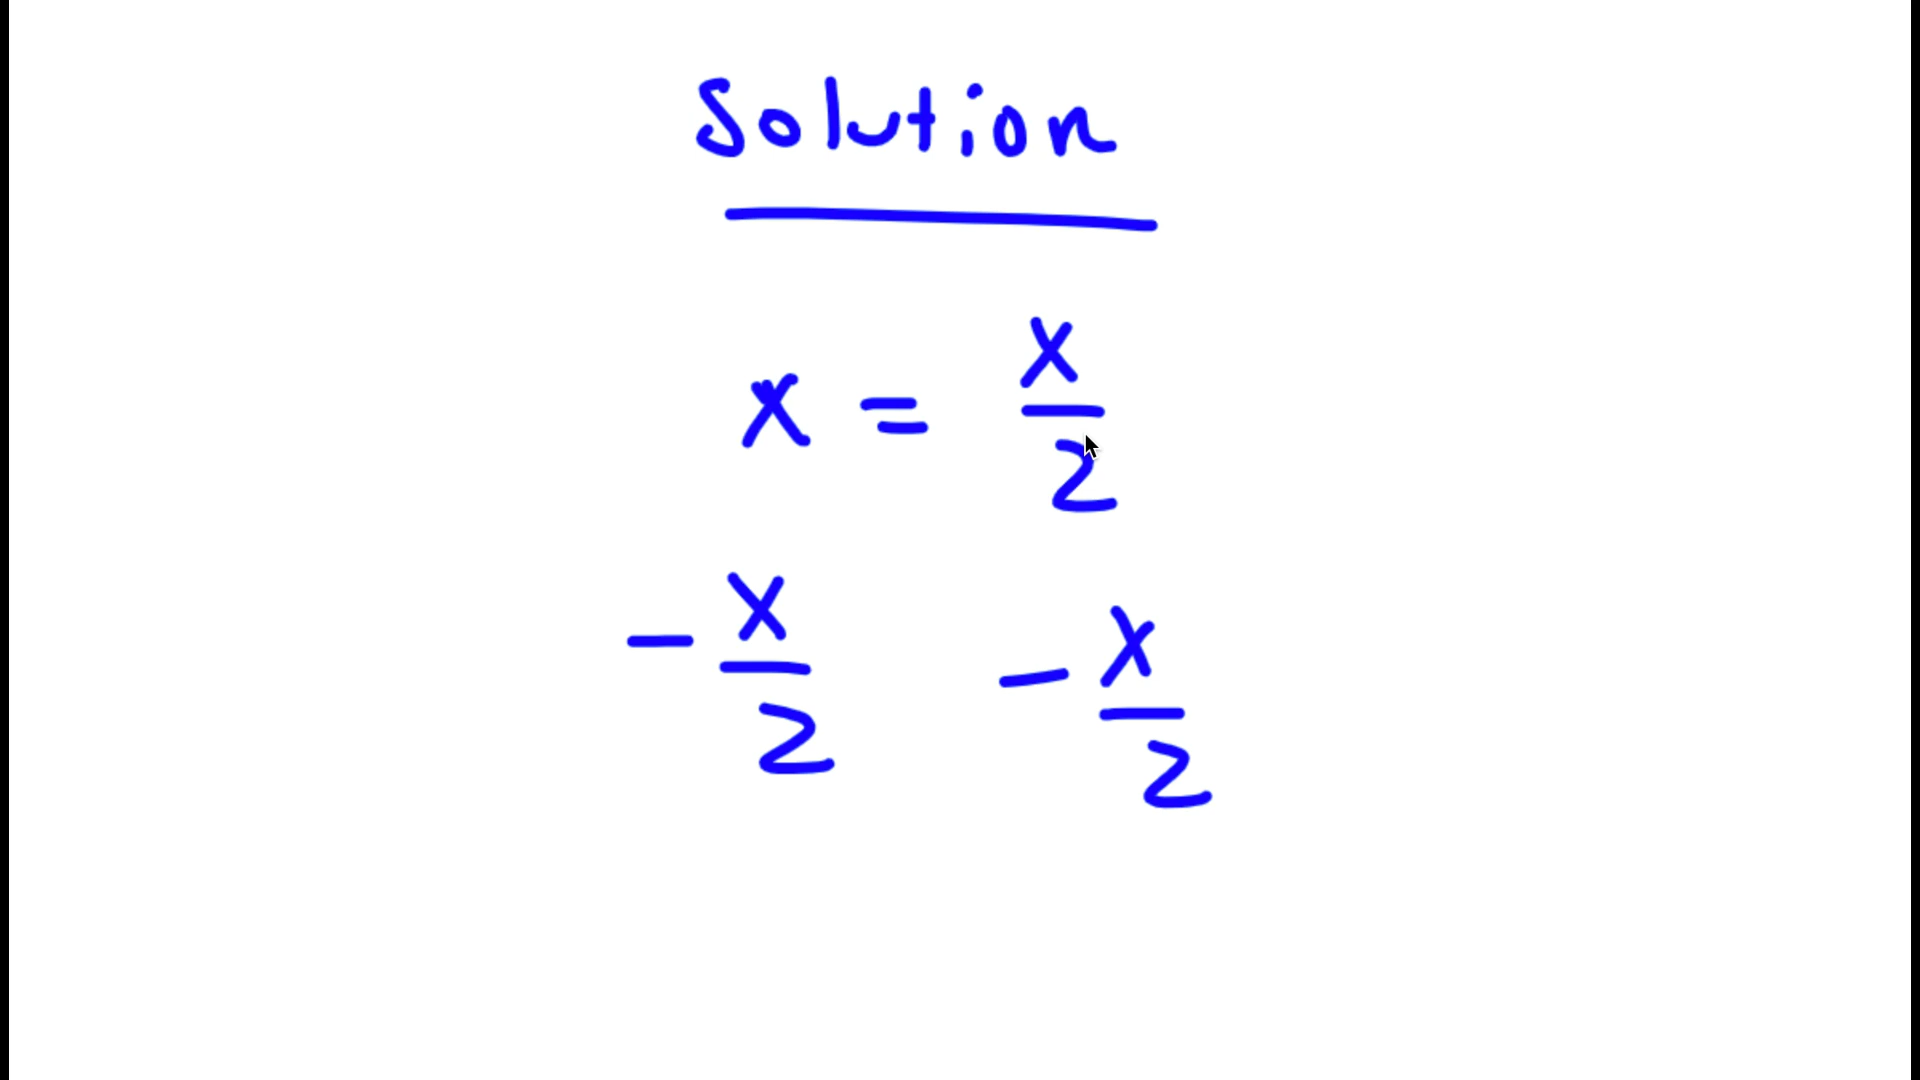 Solution
x = x/2
- x/2 - x/2